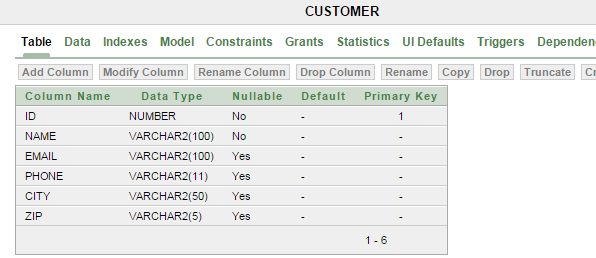 CUSTOMER
Table Data Indexes Model Constraints Grants Statistics UI Defaults Triggers Dependenc
Add Column Modify Column Rename Column Drop Column Rename Copy Drop Truncate Cr
Column Name Data Type Nullable Default Primary Key
ID NUMBER No - 1
NAME VARCHAR2(100) No - -
EMAIL VARCHAR2(100) Yes - -
PHONE VARCHAR2(11) Yes - -
CITY VARCHAR2(50) Yes - -
ZIP VARCHAR2(5) Yes - -
1 - 6